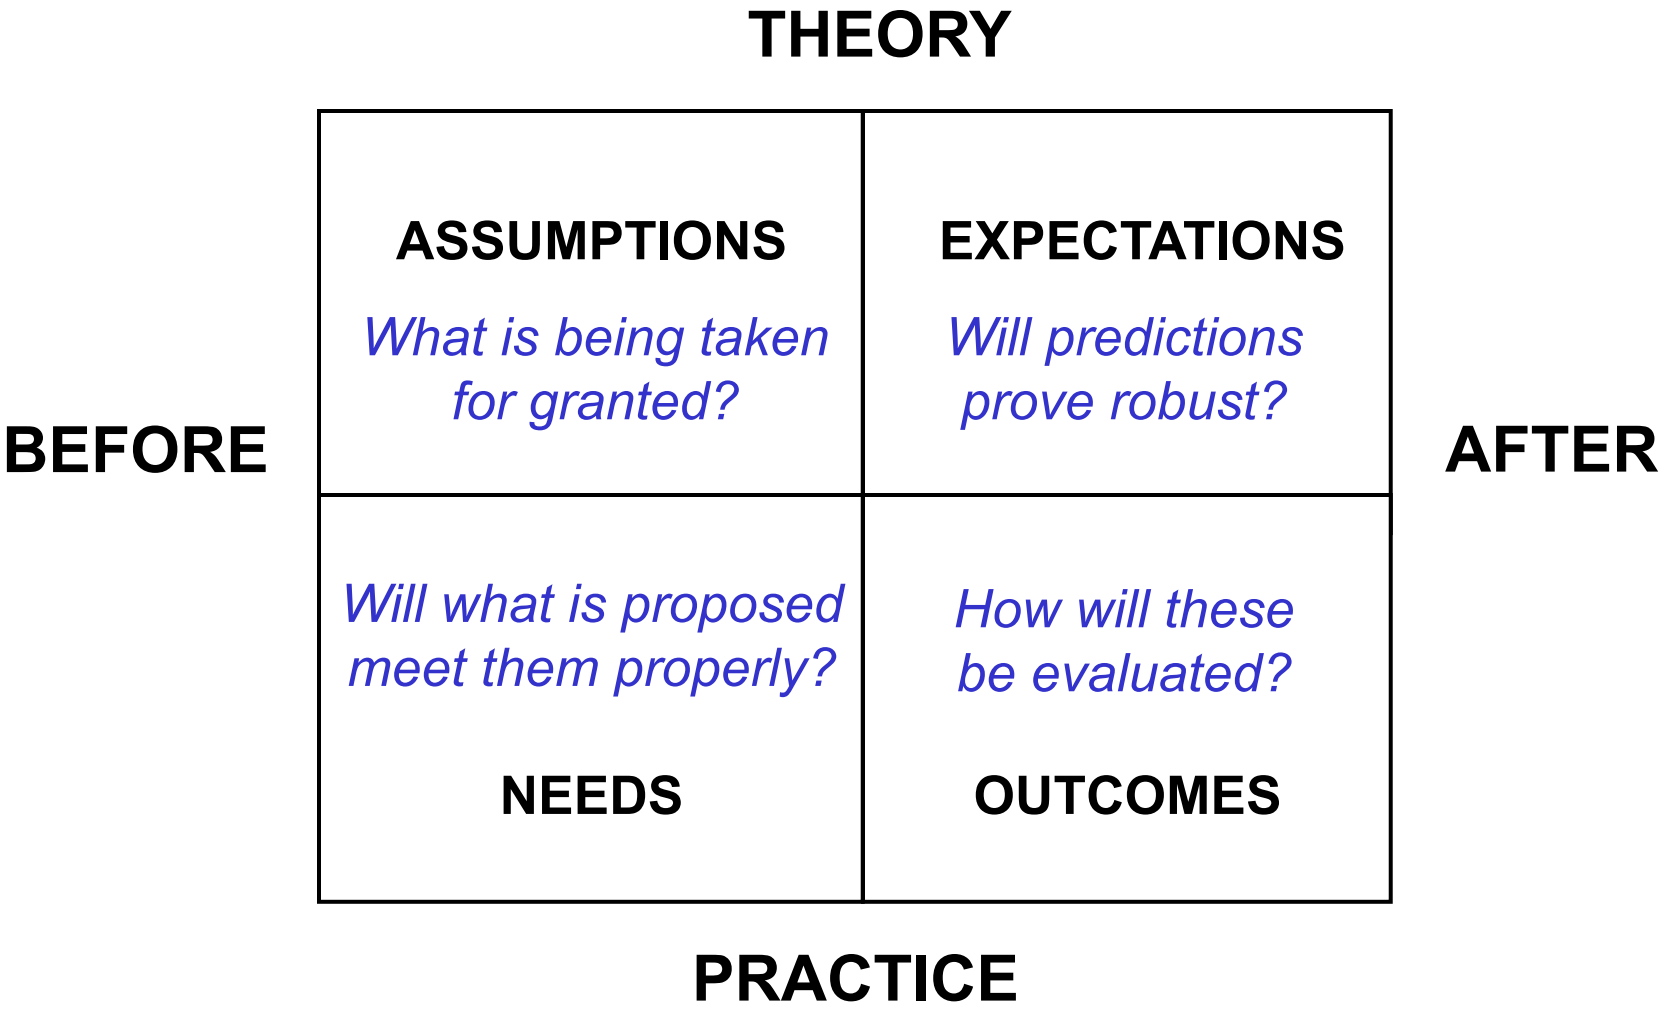 THEORY
ASSUMPTIONS
What is being taken
for granted?
EXPECTATIONS
Will predictions
prove robust?
BEFORE
AFTER
Will what is proposed
meet them properly?
NEEDS
How will these
be evaluated?
OUTCOMES
PRACTICE